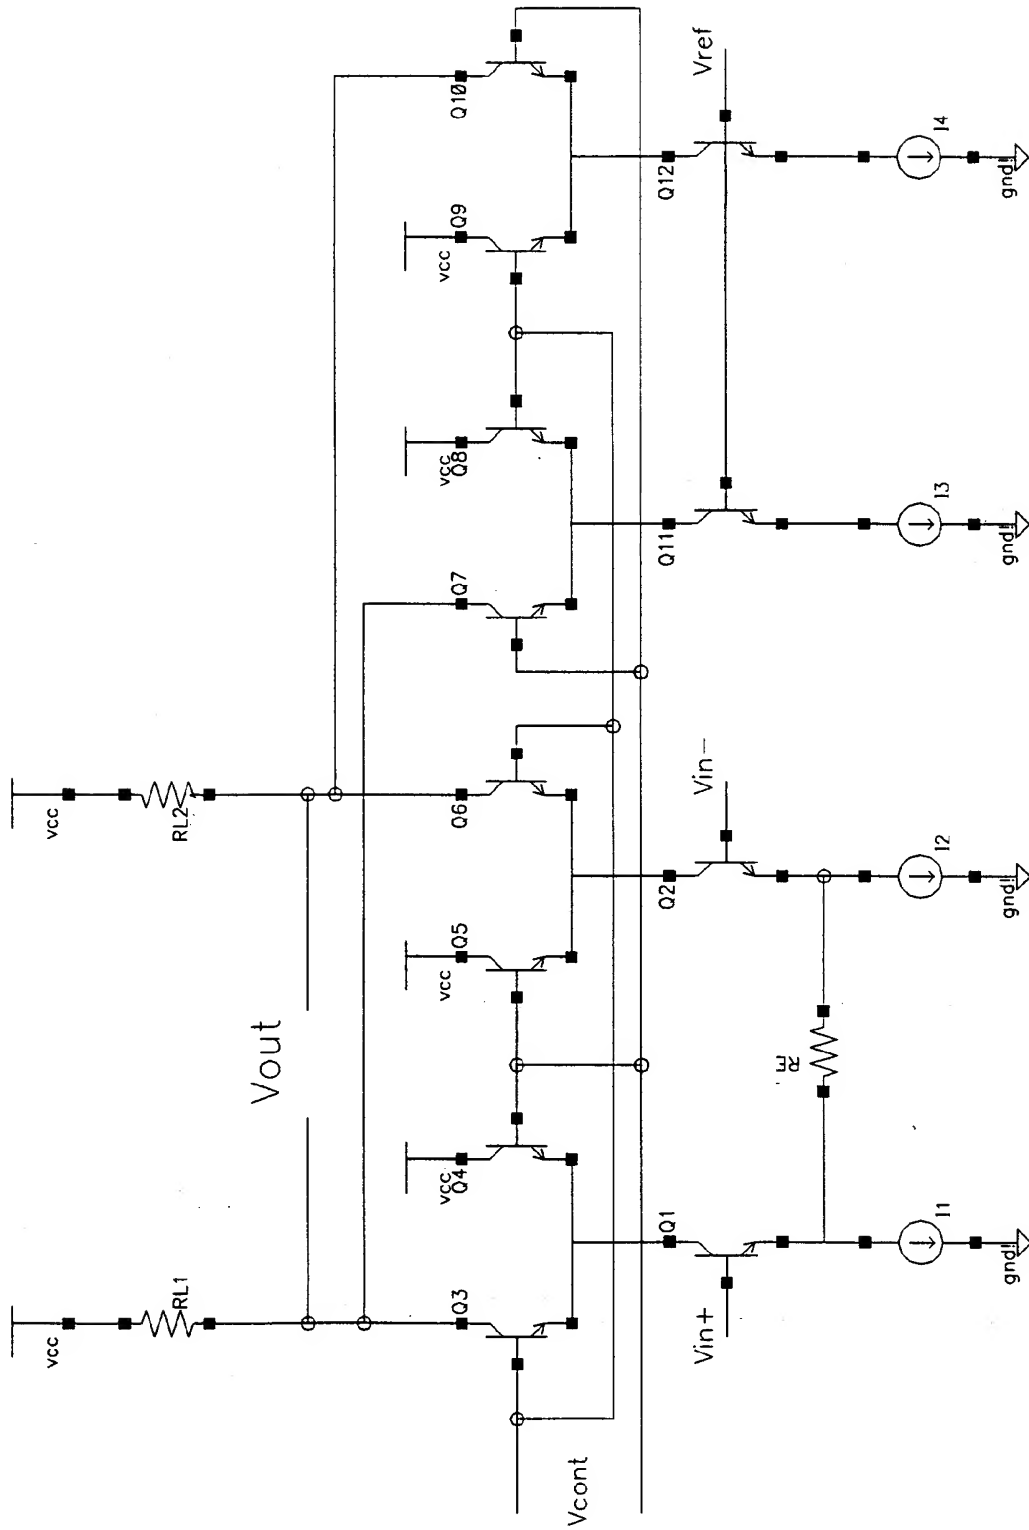 vcc
vcc
RL1
RL2
Vout
Q3
vcc
Q4
vcc
Q5
Q6
Q7
vcc
Q8
vcc
Q9
Q10
Vcont
Q1
Q2
Q11
Q12
Vin+
Vin−
Vref
RF
I1
I2
I3
I4
gnd!
gnd!
gnd!
gnd!